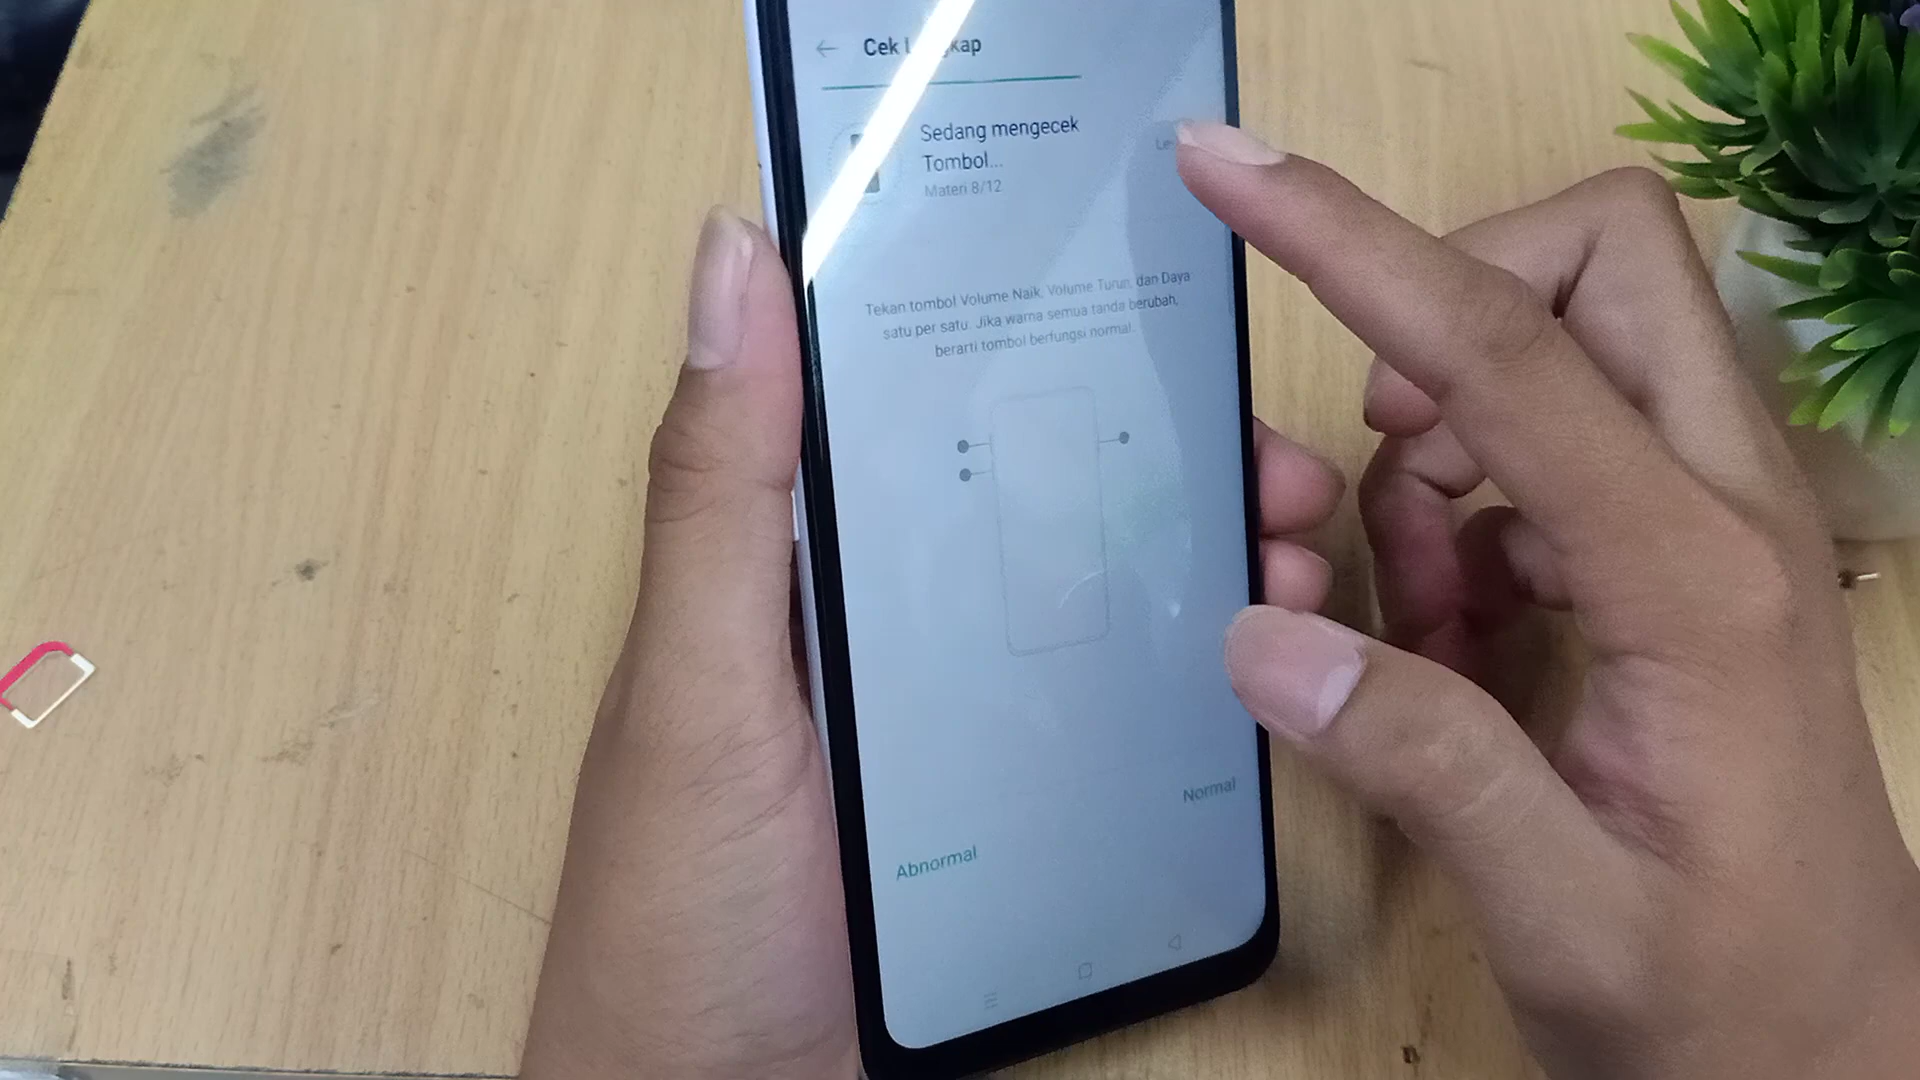 Cek
Sedang mengecek
Tombol...
Materi 8/12
Tekan tombol Volume Naik, Volume Turun, dan Daya
satu per satu. Jika warna semua tanda berubah,
berarti tombol berfungsi normal.
Normal
Abnormal